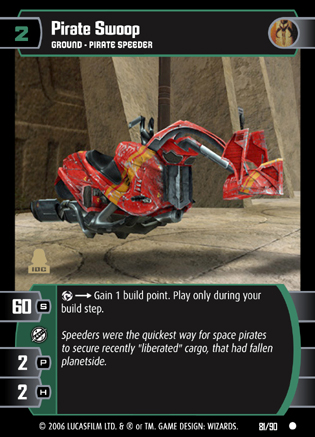 2
Pirate Swoop
GROUND • PIRATE SPEEDER
IDC
60 S
→ Gain 1 build point. Play only during your
build step.
Speeders were the quickest way for space pirates
to secure recently "liberated" cargo, that had fallen
planetside.
2 P
2 H
© 2006 LUCASFILM LTD. & ® or TM. GAME DESIGN: WIZARDS.
81/90